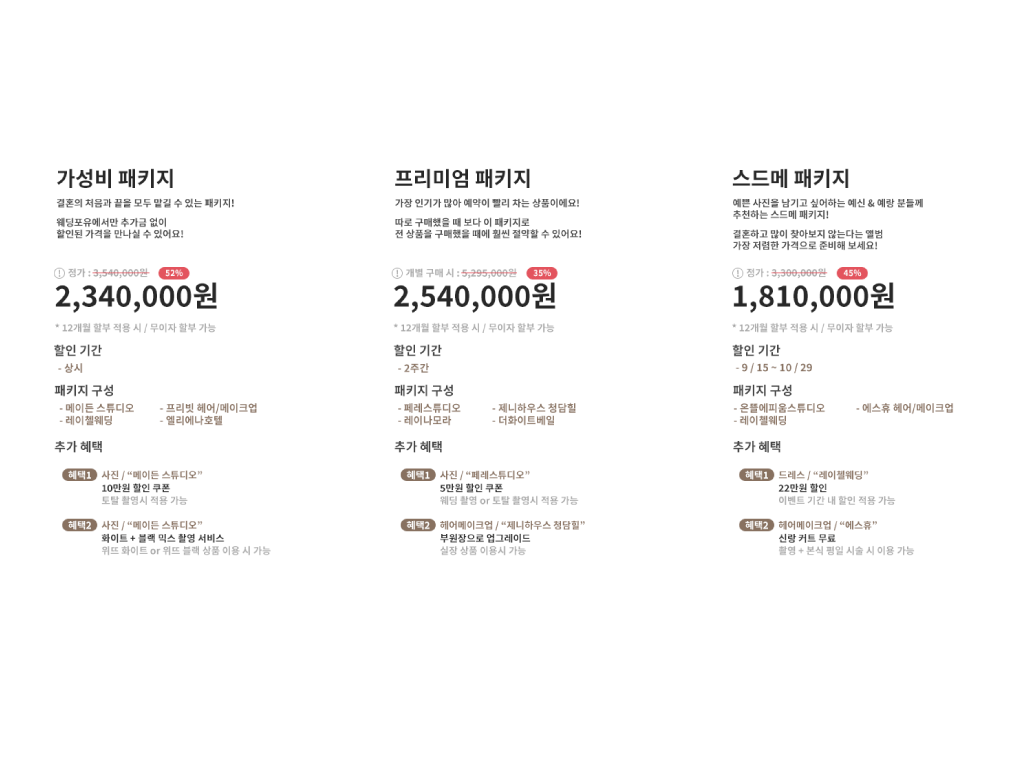 가성비 패키지
결혼의 처음과 끝을 모두 맡길 수 있는 패키지!
웨딩포유에서만 추가금 없이
할인된 가격을 만나실 수 있어요!
! 정가 : 3,540,000원 52%
2,340,000원
* 12개월 할부 적용 시 / 무이자 할부 가능
할인 기간
- 상시
패키지 구성
- 메이든 스튜디오 - 프리빗 헤어/메이크업
- 레이첼웨딩 - 엘리에나호텔
추가 혜택
혜택1 사진 / “메이든 스튜디오”
10만원 할인 쿠폰
토탈 촬영시 적용 가능
혜택2 사진 / “메이든 스튜디오”
화이트 + 블랙 믹스 촬영 서비스
위뜨 화이트 or 위뜨 블랙 상품 이용 시 가능
프리미엄 패키지
가장 인기가 많아 예약이 빨리 차는 상품이에요!
따로 구매했을 때 보다 이 패키지로
전 상품을 구매했을 때에 훨씬 절약할 수 있어요!
! 개별 구매 시 : 5,295,000원 35%
2,540,000원
* 12개월 할부 적용 시 / 무이자 할부 가능
할인 기간
- 2주간
패키지 구성
- 페레스튜디오 - 제니하우스 청담힐
- 레이나모라 - 더화이트베일
추가 혜택
혜택1 사진 / “페레스튜디오”
5만원 할인 쿠폰
웨딩 촬영 or 토탈 촬영시 적용 가능
혜택2 헤어메이크업 / “제니하우스 청담힐”
부원장으로 업그레이드
실장 상품 이용시 가능
스드메 패키지
예쁜 사진을 남기고 싶어하는 예신 & 예랑 분들께
추천하는 스드메 패키지!
결혼하고 많이 찾아보지 않는다는 앨범
가장 저렴한 가격으로 준비해 보세요!
! 정가 : 3,300,000원 45%
1,810,000원
* 12개월 할부 적용 시 / 무이자 할부 가능
할인 기간
- 9 / 15 ~ 10 / 29
패키지 구성
- 온뜰에피움스튜디오 - 에스휴 헤어/메이크업
- 레이첼웨딩
추가 혜택
혜택1 드레스 / “레이첼웨딩”
22만원 할인
이벤트 기간 내 할인 적용 가능
혜택2 헤어메이크업 / “에스휴”
신랑 커트 무료
촬영 + 본식 평일 시술 시 이용 가능